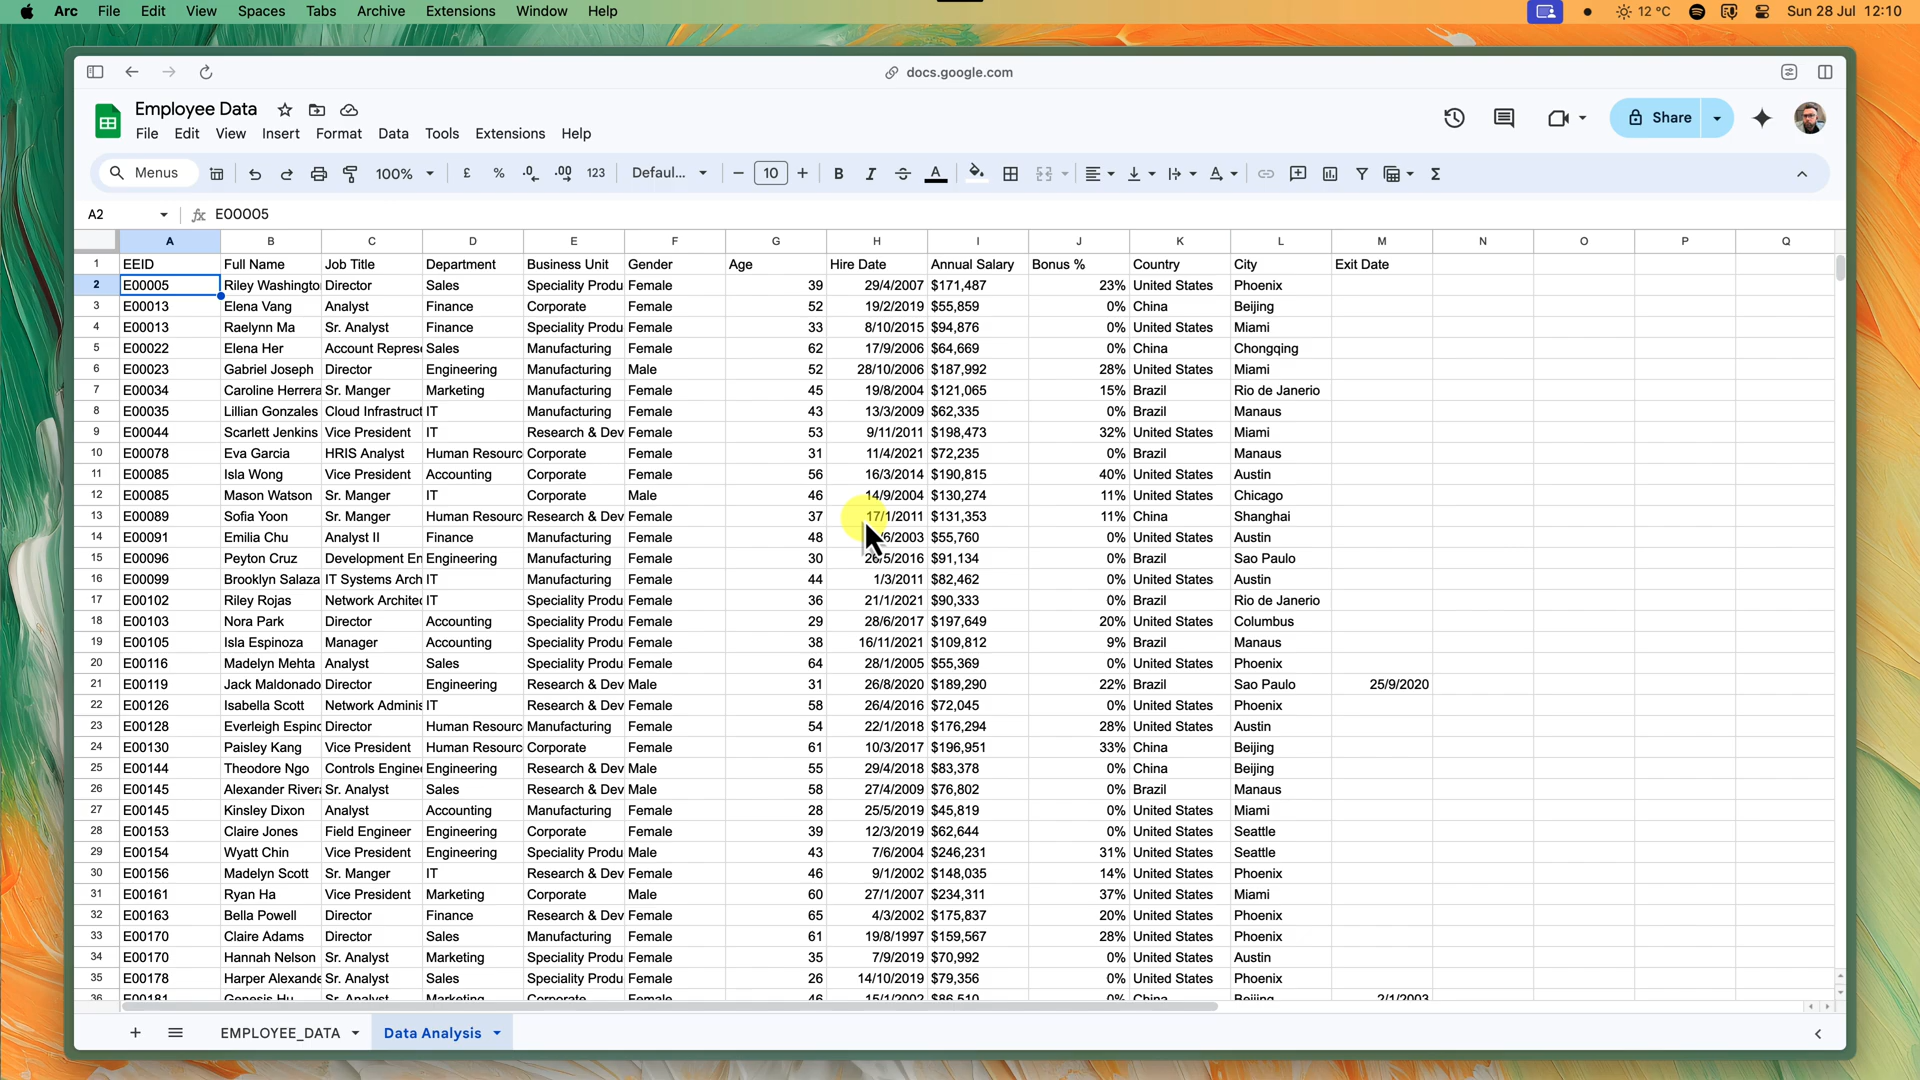 Arc File Edit View Spaces Tabs Archive Extensions Window Help 12 °C Sun 28 Jul 12:10
docs.google.com
Employee Data
File Edit View Insert Format Data Tools Extensions Help
Share
Menus 100% £ % .0 .00 123 Defaul... 10 B I A
A2 fx E00005
A B C D E F G H I J K L M N O P Q
1 EEID Full Name Job Title Department Business Unit Gender Age Hire Date Annual Salary Bonus % Country City Exit Date
2 E00005 Riley Washingto Director Sales Speciality Produ Female 39 29/4/2007 $171,487 23% United States Phoenix
3 E00013 Elena Vang Analyst Finance Corporate Female 52 19/2/2019 $55,859 0% China Beijing
4 E00013 Raelynn Ma Sr. Analyst Finance Speciality Produ Female 33 8/10/2015 $94,876 0% United States Miami
5 E00022 Elena Her Account Repres Sales Manufacturing Female 62 17/9/2006 $64,669 0% China Chongqing
6 E00023 Gabriel Joseph Director Engineering Manufacturing Male 52 28/10/2006 $187,992 28% United States Miami
7 E00034 Caroline Herrera Sr. Manger Marketing Manufacturing Female 45 19/8/2004 $121,065 15% Brazil Rio de Janerio
8 E00035 Lillian Gonzales Cloud Infrastruct IT Manufacturing Female 43 13/3/2009 $62,335 0% Brazil Manaus
9 E00044 Scarlett Jenkins Vice President IT Research & Dev Female 53 9/11/2011 $198,473 32% United States Miami
10 E00078 Eva Garcia HRIS Analyst Human Resourc Corporate Female 31 11/4/2021 $72,235 0% Brazil Manaus
11 E00085 Isla Wong Vice President Accounting Corporate Female 56 16/3/2014 $190,815 40% United States Austin
12 E00085 Mason Watson Sr. Manger IT Corporate Male 46 14/9/2004 $130,274 11% United States Chicago
13 E00089 Sofia Yoon Sr. Manger Human Resourc Research & Dev Female 37 17/1/2011 $131,353 11% China Shanghai
14 E00091 Emilia Chu Analyst II Finance Manufacturing Female 48 /2003 $55,760 0% United States Austin
15 E00096 Peyton Cruz Development En Engineering Manufacturing Female 30 26/5/2016 $91,134 0% Brazil Sao Paulo
16 E00099 Brooklyn Salaza IT Systems Arch IT Manufacturing Female 44 1/3/2011 $82,462 0% United States Austin
17 E00102 Riley Rojas Network Architec IT Speciality Produ Female 36 21/1/2021 $90,333 0% Brazil Rio de Janerio
18 E00103 Nora Park Director Accounting Speciality Produ Female 29 28/6/2017 $197,649 20% United States Columbus
19 E00105 Isla Espinoza Manager Accounting Speciality Produ Female 38 16/11/2021 $109,812 9% Brazil Manaus
20 E00116 Madelyn Mehta Analyst Sales Speciality Produ Female 64 28/1/2005 $55,369 0% United States Phoenix
21 E00119 Jack Maldonado Director Engineering Research & Dev Male 31 26/8/2020 $189,290 22% Brazil Sao Paulo 25/9/2020
22 E00126 Isabella Scott Network Adminis IT Research & Dev Female 58 26/4/2016 $72,045 0% United States Phoenix
23 E00128 Everleigh Espinc Director Human Resourc Manufacturing Female 54 22/1/2018 $176,294 28% United States Austin
24 E00130 Paisley Kang Vice President Human Resourc Corporate Female 61 10/3/2017 $196,951 33% China Beijing
25 E00144 Theodore Ngo Controls Engine Engineering Research & Dev Male 55 29/4/2018 $83,378 0% China Beijing
26 E00145 Alexander River Sr. Analyst Sales Research & Dev Male 58 27/4/2009 $76,802 0% Brazil Manaus
27 E00145 Kinsley Dixon Analyst Accounting Manufacturing Female 28 25/5/2019 $45,819 0% United States Miami
28 E00153 Claire Jones Field Engineer Engineering Corporate Female 39 12/3/2019 $62,644 0% United States Seattle
29 E00154 Wyatt Chin Vice President Engineering Speciality Produ Male 43 7/6/2004 $246,231 31% United States Seattle
30 E00156 Madelyn Scott Sr. Manger IT Research & Dev Female 46 9/1/2002 $148,035 14% United States Phoenix
31 E00161 Ryan Ha Vice President Marketing Corporate Male 60 27/1/2007 $234,311 37% United States Miami
32 E00163 Bella Powell Director Finance Research & Dev Female 65 4/3/2002 $175,837 20% United States Phoenix
33 E00170 Claire Adams Director Sales Manufacturing Female 61 19/8/1997 $159,567 28% United States Phoenix
34 E00170 Hannah Nelson Sr. Analyst Marketing Speciality Produ Female 35 7/9/2019 $70,992 0% United States Austin
35 E00178 Harper Alexande Sr. Analyst Sales Speciality Produ Female 26 14/10/2019 $79,356 0% United States Phoenix
36 E00181 Genesis Hu Sr. Analyst Marketing Corporate Female 46 15/1/2002 $86,510 0% China Beijing 2/1/2003
EMPLOYEE_DATA Data Analysis